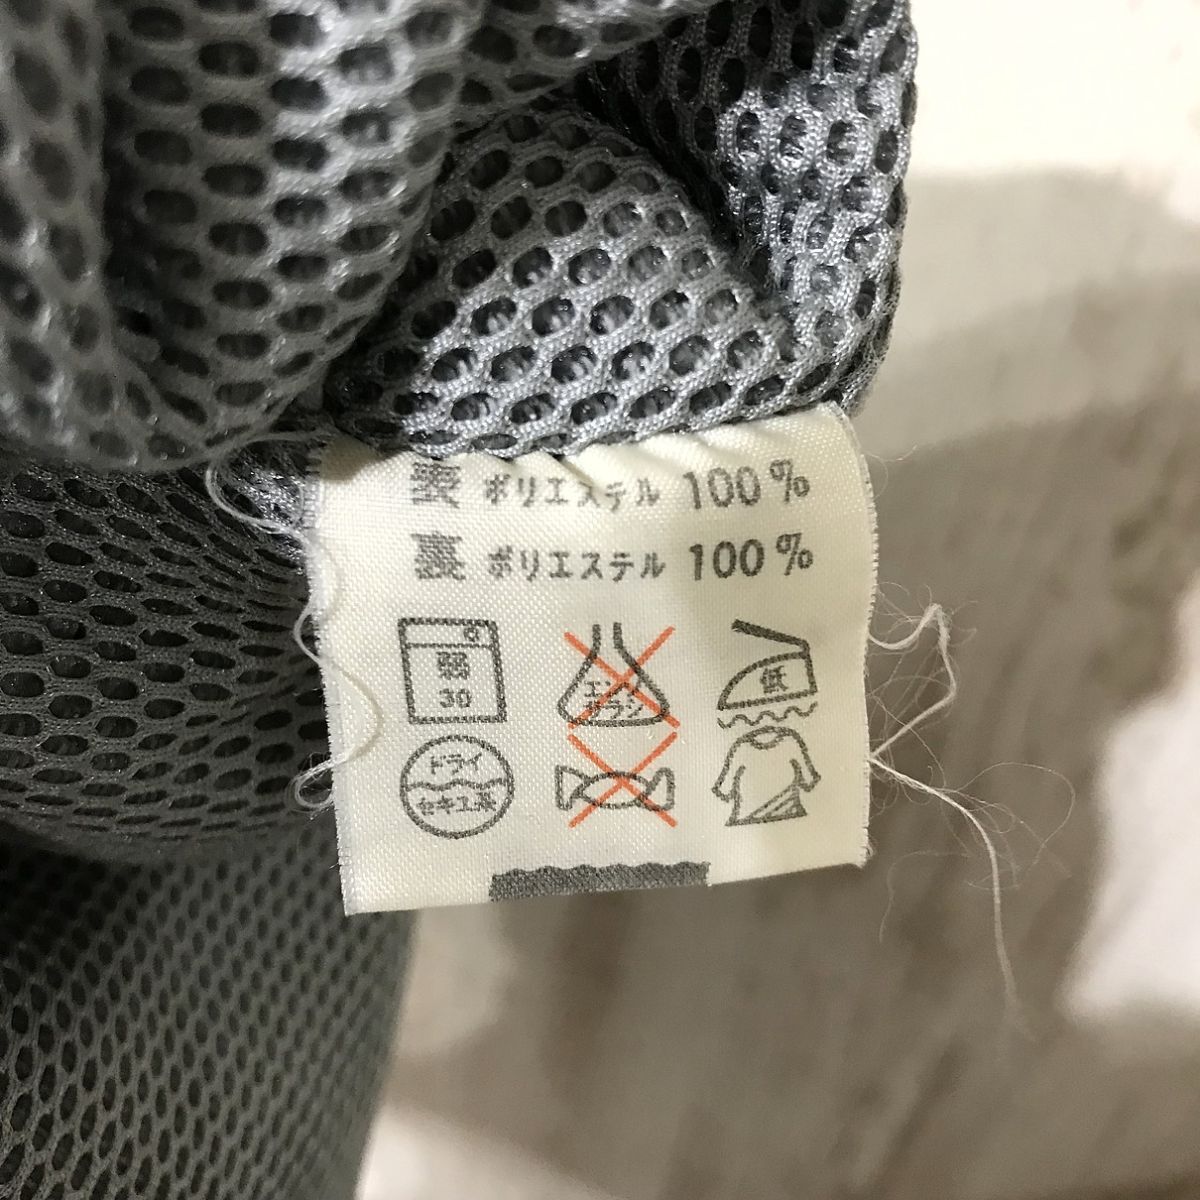 表 ポリエステル 100%
裏 ポリエステル 100%
弱
30
エンソ
サラシ
低
ドライ
セキユ系